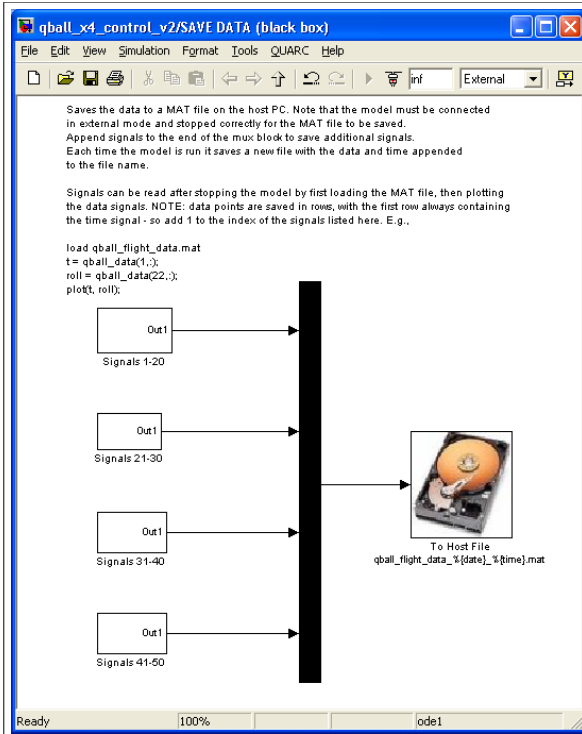 qball_x4_control_v2/SAVE DATA (black box)
File Edit View Simulation Format Tools QUARC Help
inf External
Saves the data to a MAT file on the host PC. Note that the model must be connected
in external mode and stopped correctly for the MAT file to be saved.
Append signals to the end of the mux block to save additional signals.
Each time the model is run it saves a new file with the data and time appended
to the file name.
Signals can be read after stopping the model by first loading the MAT file, then plotting
the data signals. NOTE: data points are saved in rows, with the first row always containing
the time signal - so add 1 to the index of the signals listed here. E.g.,
load qball_flight_data.mat
t = qball_data(1,:);
roll = qball_data(22,:);
plot(t, roll);
Out1
Signals 1-20
Out1
Signals 21-30
Out1
Signals 31-40
Out1
Signals 41-50
To Host File
qball_flight_data_%{date}_%{time}.mat
Ready 100% ode1